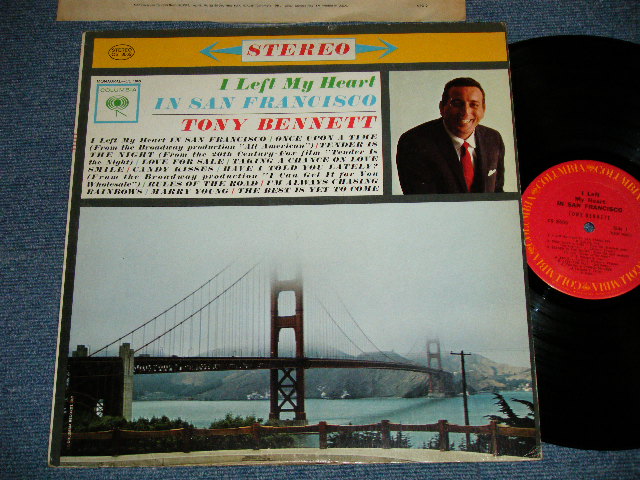 STEREO
STEREO
COLUMBIA
I Left My Heart
IN SAN FRANCISCO
TONY BENNETT
I Left My Heart IN SAN FRANCISCO / ONCE UPON A TIME
(From the Broadway production "All American") / TENDER IS
THE NIGHT (From the 20th Century-Fox film "Tender Is
the Night) / LOVE FOR SALE / TAKING A CHANCE ON LOVE
SMILE / CANDY KISSES / HAVE I TOLD YOU LATELY?
(From the Broadway production "I Can Get It for You
Wholesale") / RULES OF THE ROAD / I'M ALWAYS CHASING
RAINBOWS / MARRY YOUNG / THE BEST IS YET TO COME
COLUMBIA COLUMBIA COLUMBIA
I Left
My Heart
IN SAN FRANCISCO
TONY BENNETT